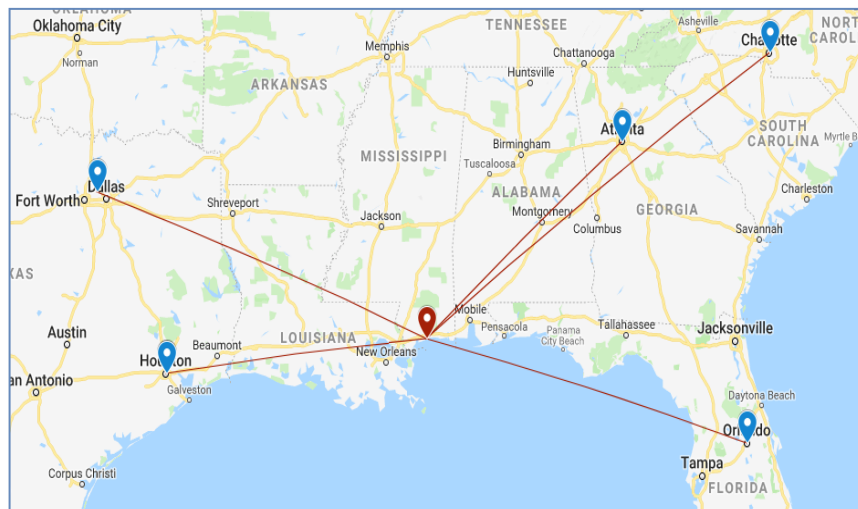 OKLAHOMA
Oklahoma City
Norman
TENNESSEE
Asheville
NORT
CAROL
Charlotte
Memphis
Chattanooga
Huntsville
ARKANSAS
Atlanta
SOUTH
CAROLINA
Myrtle B
Birmingham
MISSISSIPPI
Tuscaloosa
ALABAMA
Charleston
Fort Worth
Dallas
Shreveport
Jackson
Montgomery
Columbus
GEORGIA
Savannah
XAS
Mobile
Pensacola
Panama
City Beach
Tallahassee
Jacksonville
Austin
Houston
Beaumont
LOUISIANA
New Orleans
an Antonio
Galveston
Daytona Beach
Orlando
Corpus Christi
Tampa
FLORIDA